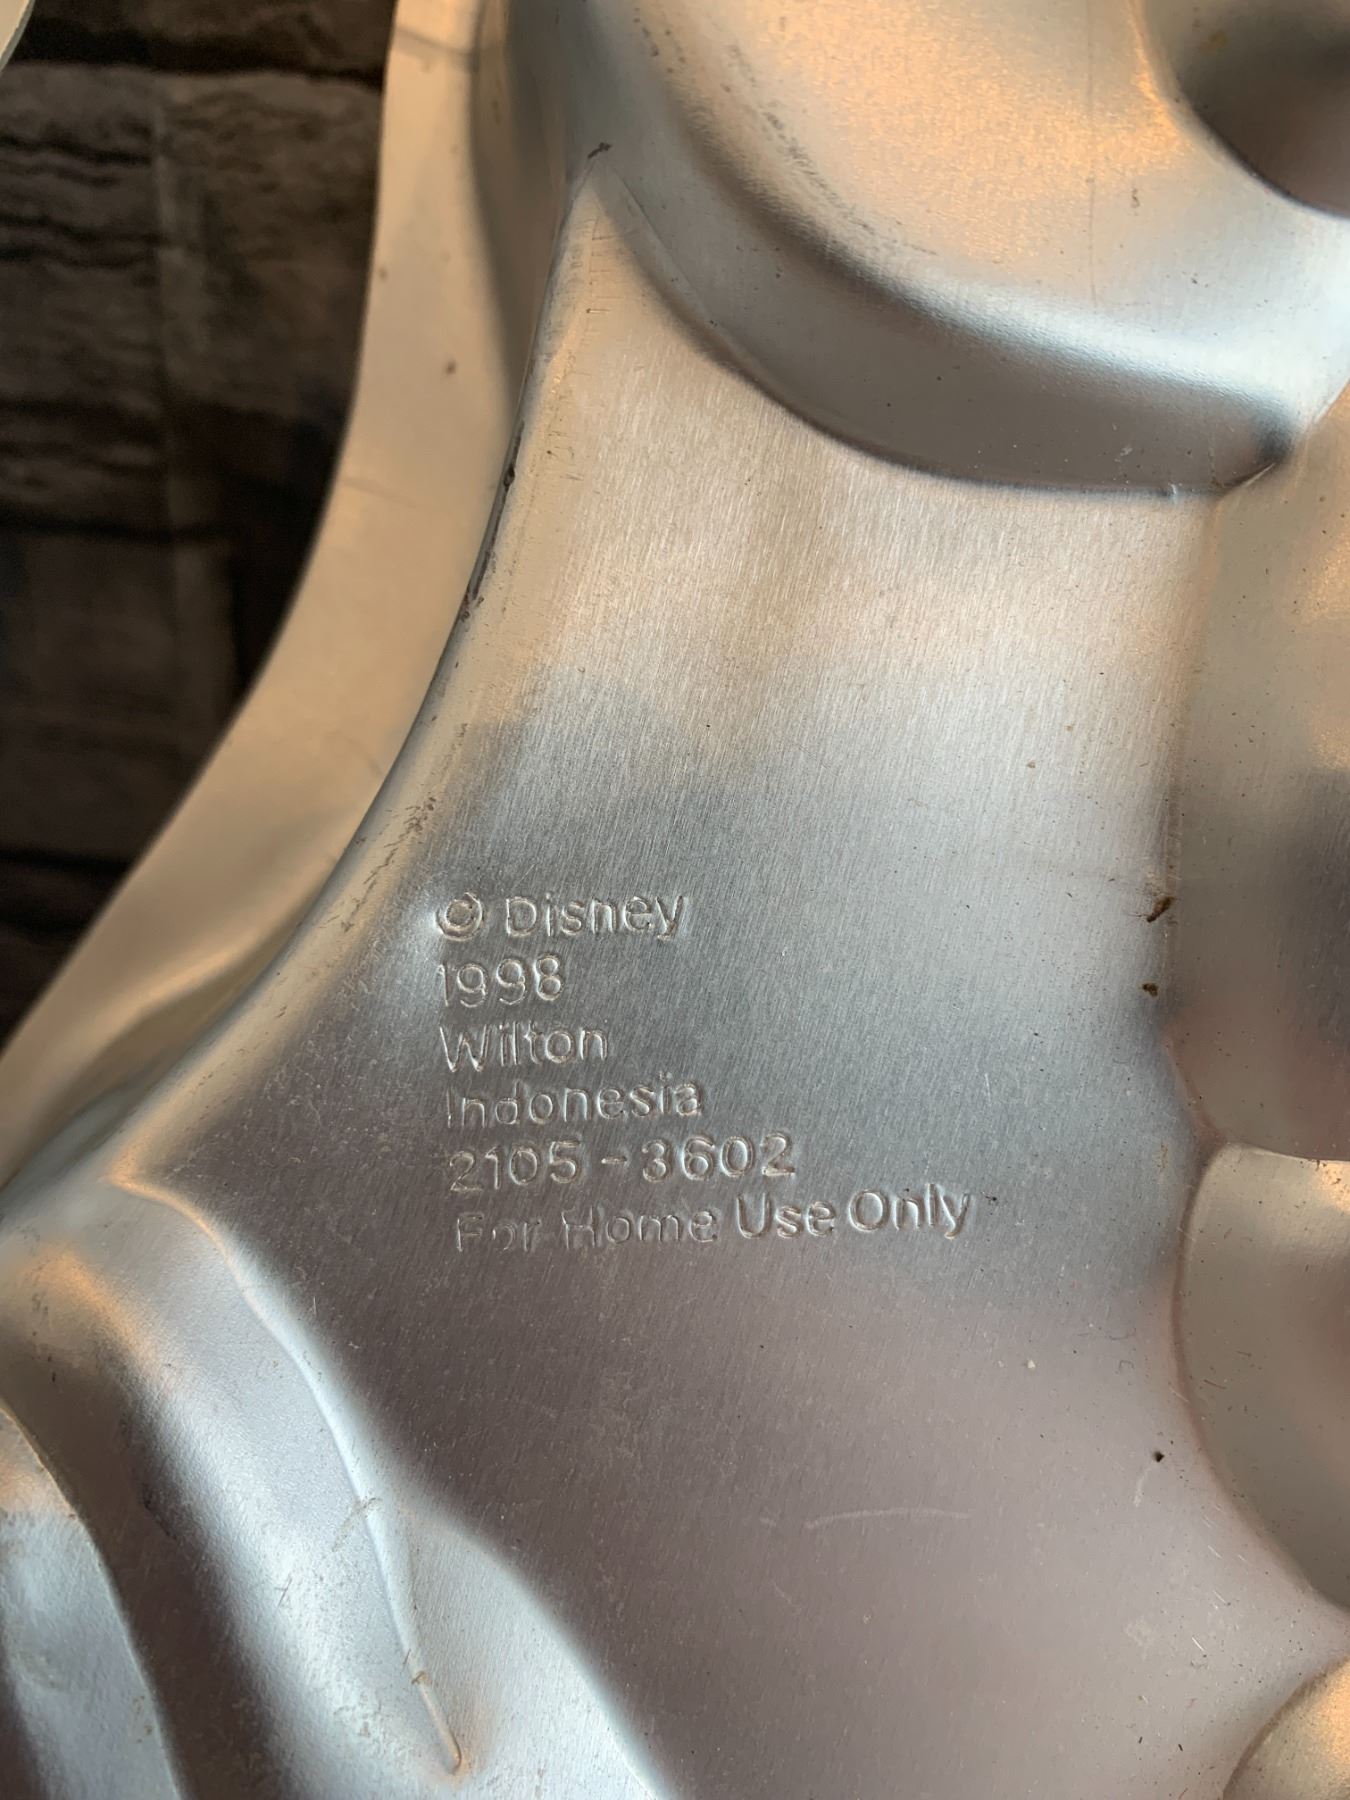 © Disney
1998
Wilton
Indonesia
2105-3602
For Home Use Only